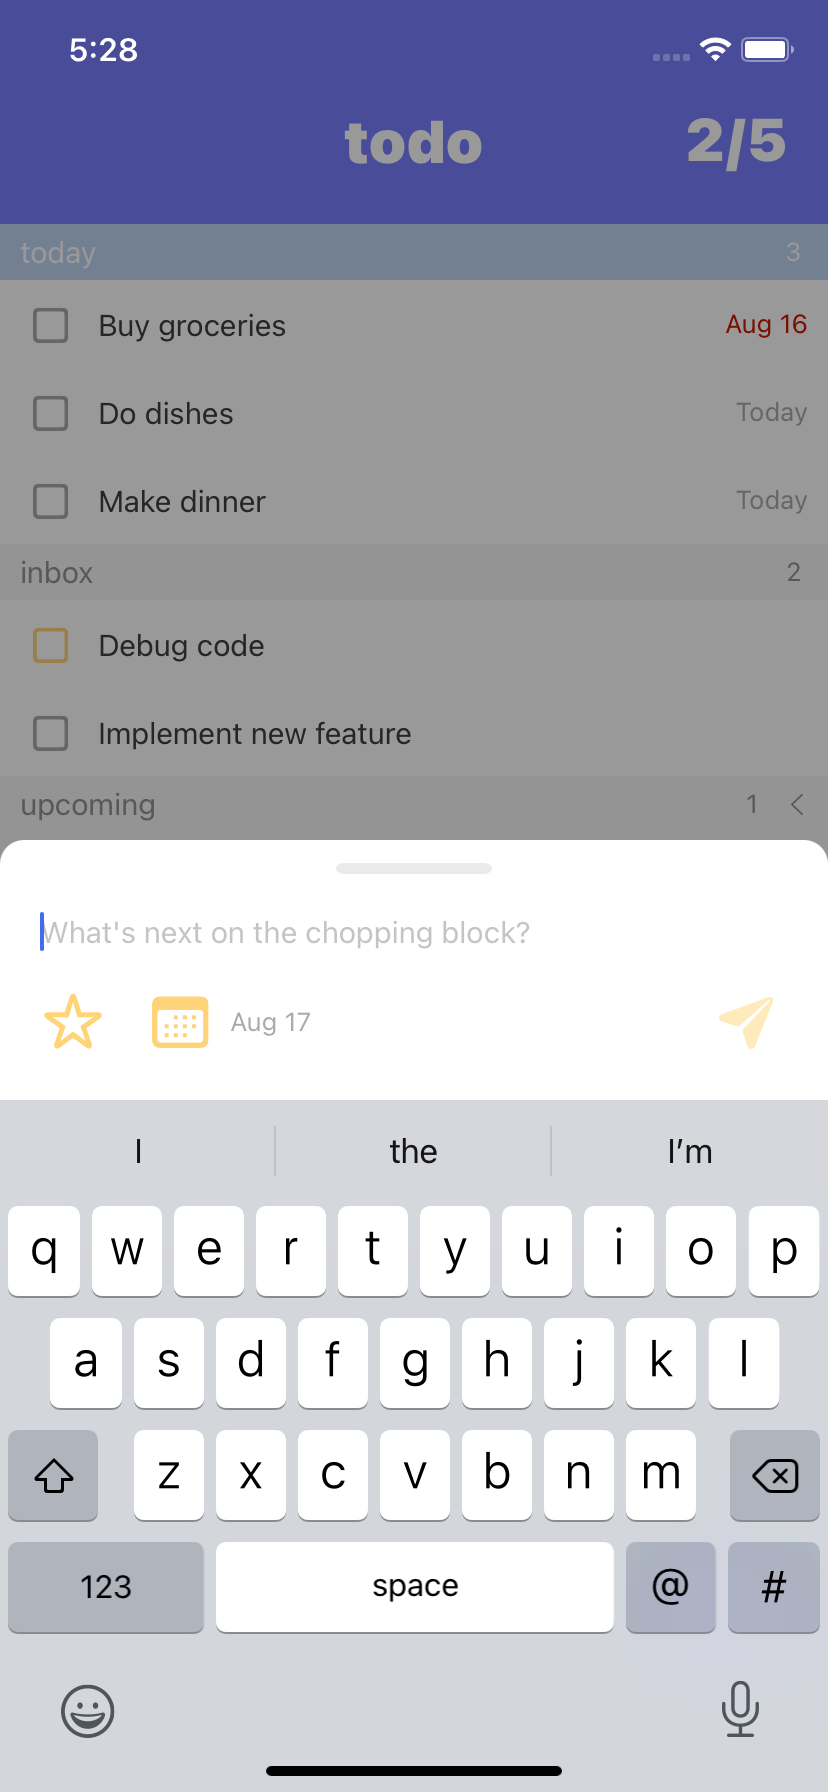 5:28
todo 2/5
today 3
Buy groceries Aug 16
Do dishes Today
Make dinner Today
inbox 2
Debug code
Implement new feature
upcoming 1
What's next on the chopping block?
Aug 17
I the I’m
q w e r t y u i o p
a s d f g h j k l
z x c v b n m
123 space @ #